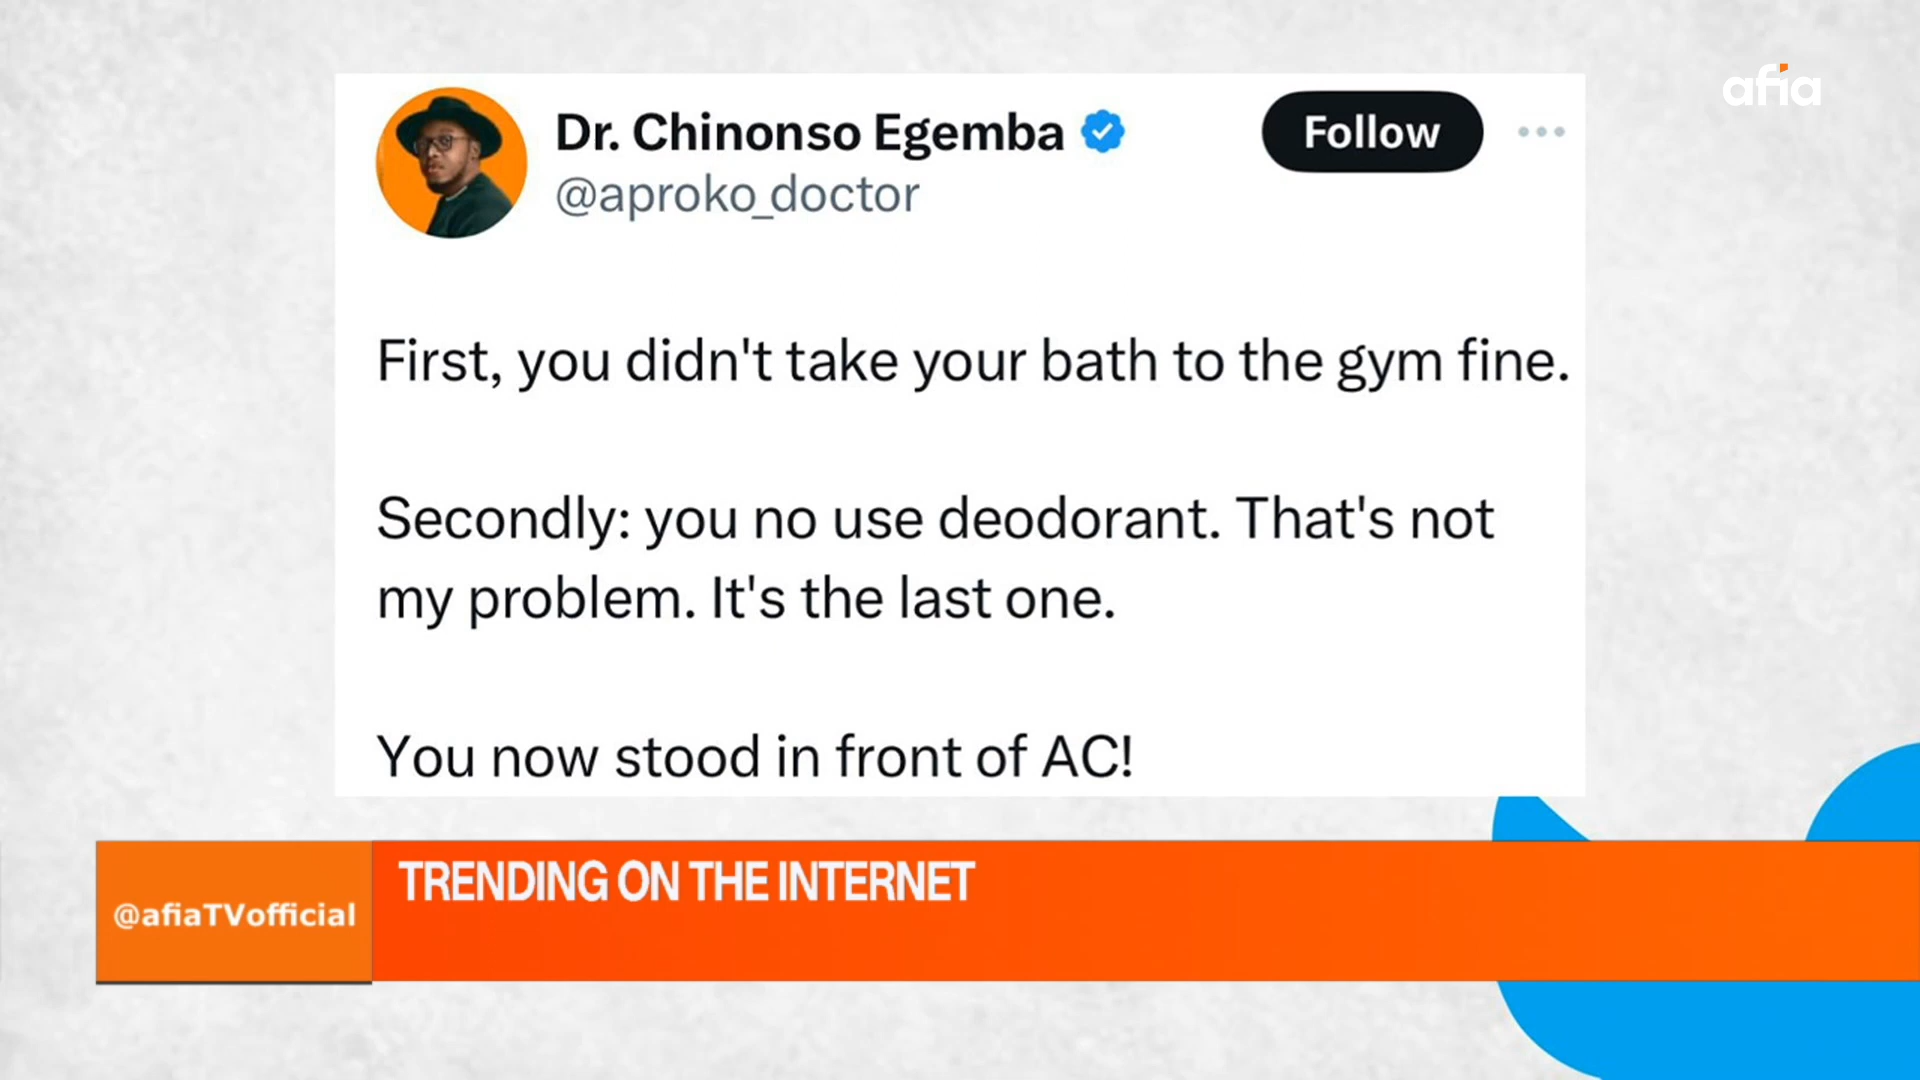 afia
Dr. Chinonso Egemba
Follow
@aproko_doctor
First, you didn't take your bath to the gym fine.
Secondly: you no use deodorant. That's not
my problem. It's the last one.
You now stood in front of AC!
TRENDING ON THE INTERNET
@afiaTVofficial